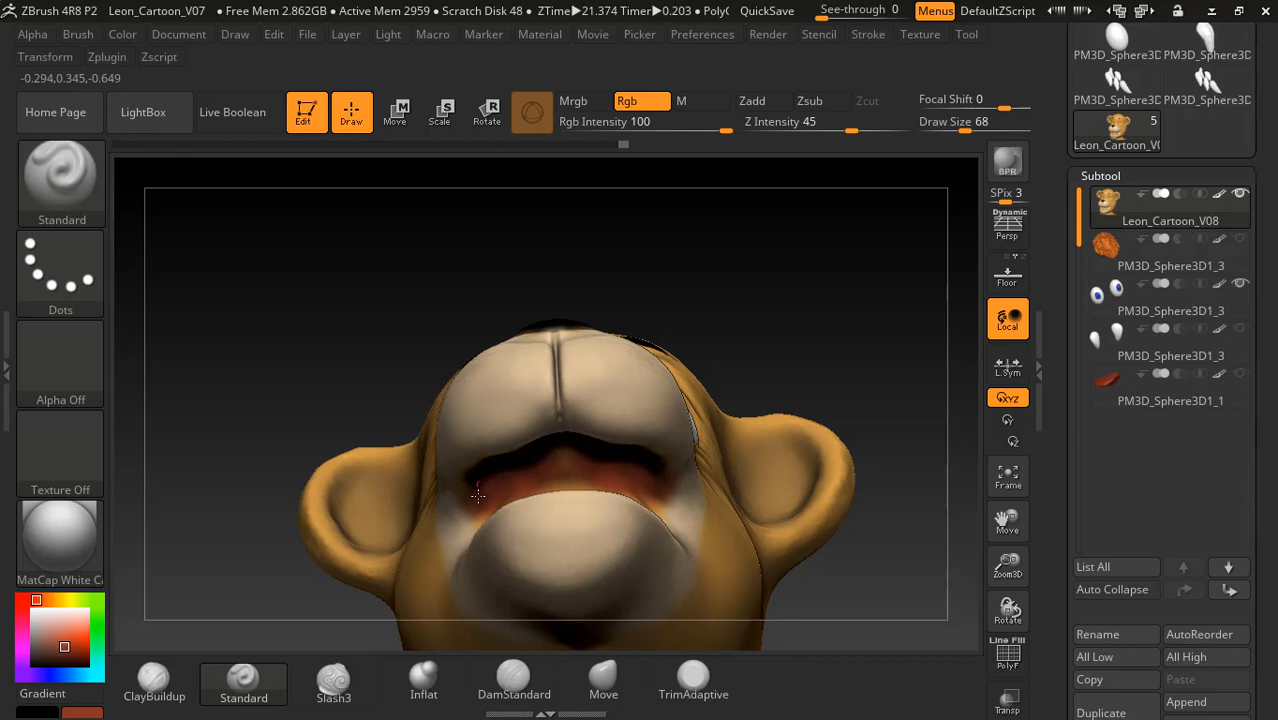 ZBrush 4R8 P2 Leon_Cartoon_V07 • Free Mem 2.862GB • Active Mem 2959 • Scratch Disk 48 • ZTime▶21.374 Timer▶0.203 • PolyC QuickSave See-through 0 Menus DefaultZScript
Alpha Brush Color Document Draw Edit File Layer Light Macro Marker Material Movie Picker Preferences Render Stencil Stroke Texture Tool
Transform Zplugin Zscript
-0.294,0.345,-0.649
Home Page LightBox Live Boolean Edit Draw Move Scale Rotate
Mrgb Rgb M Zadd Zsub Zcut Focal Shift 0
Rgb Intensity 100 Z Intensity 45 Draw Size 68
Standard
Dots
Alpha Off
Texture Off
MatCap White Ca
Gradient
BPR
SPix 3
Dynamic
Persp
Floor
Local
L.Sym
XYZ
Y
Z
Frame
Move
Zoom3D
Rotate
Line Fill
PolyF
Transp
PM3D_Sphere3D PM3D_Sphere3D
PM3D_Sphere3D PM3D_Sphere3D
5
Leon_Cartoon_V0
Subtool
Leon_Cartoon_V08
PM3D_Sphere3D1_3
PM3D_Sphere3D1_3
PM3D_Sphere3D1_3
PM3D_Sphere3D1_1
List All
Auto Collapse
Rename AutoReorder
All Low All High
Copy Paste
Append
Duplicate
ClayBuildup Standard Slash3 Inflat DamStandard Move TrimAdaptive